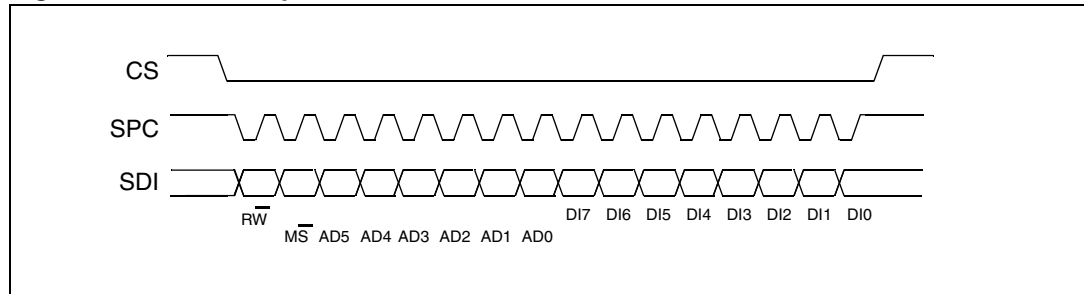 CS
SPC
SDI
RW DI7 DI6 DI5 DI4 DI3 DI2 DI1 DI0
MS AD5 AD4 AD3 AD2 AD1 AD0